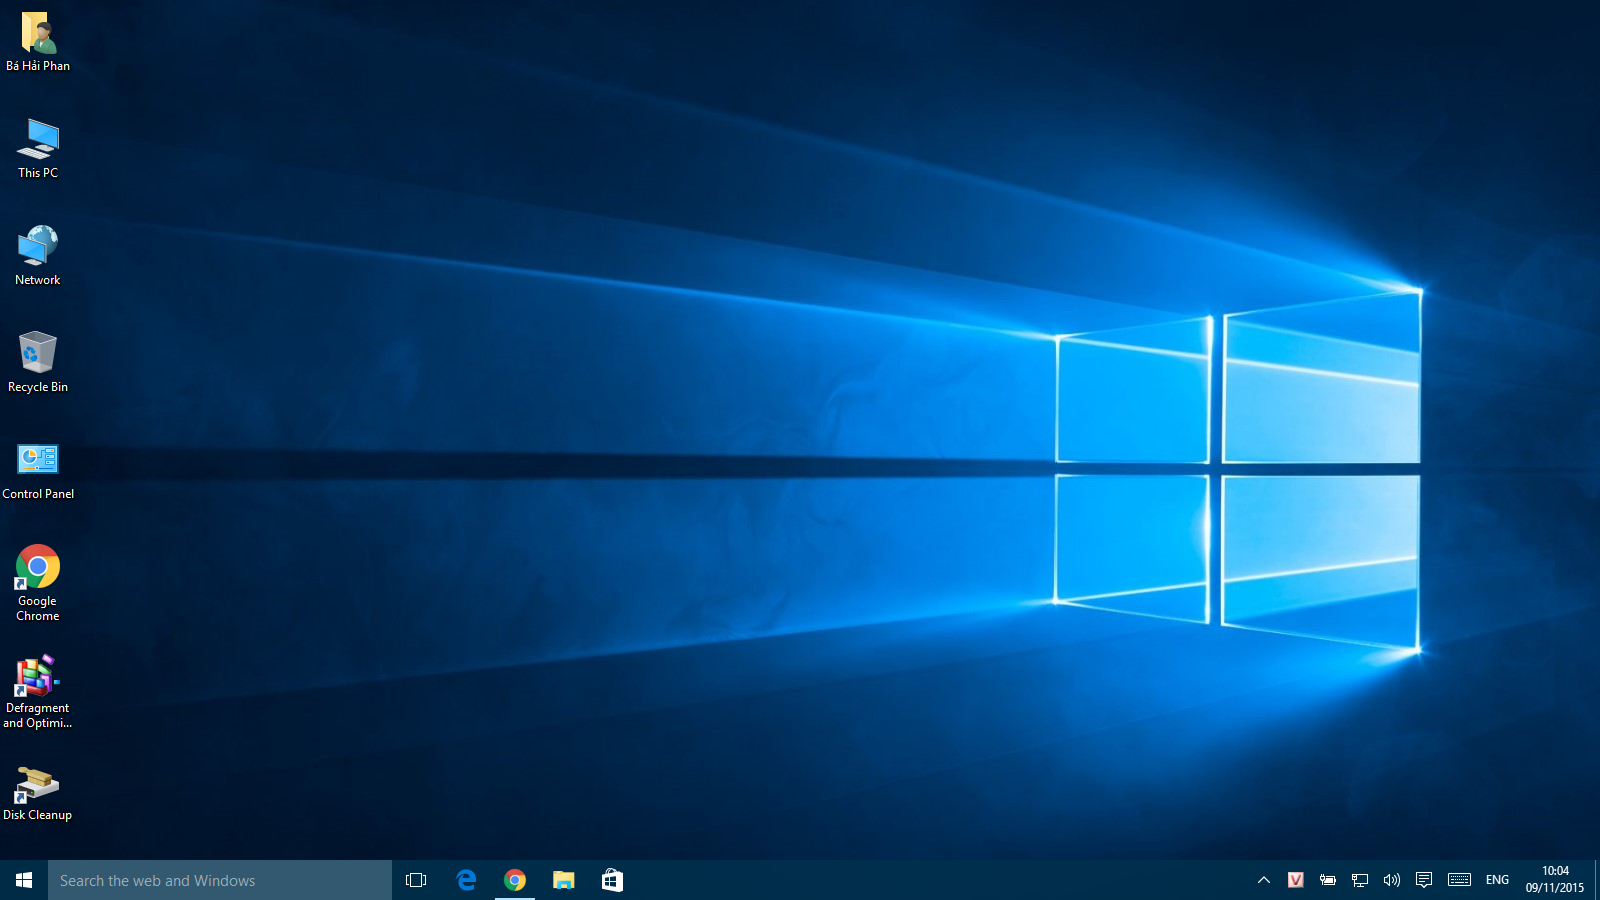 Bá Hải Phan
This PC
Network
Recycle Bin
Control Panel
Google
Chrome
Defragment
and Optimi...
Disk Cleanup
Search the web and Windows
V
ENG
10:04
09/11/2015